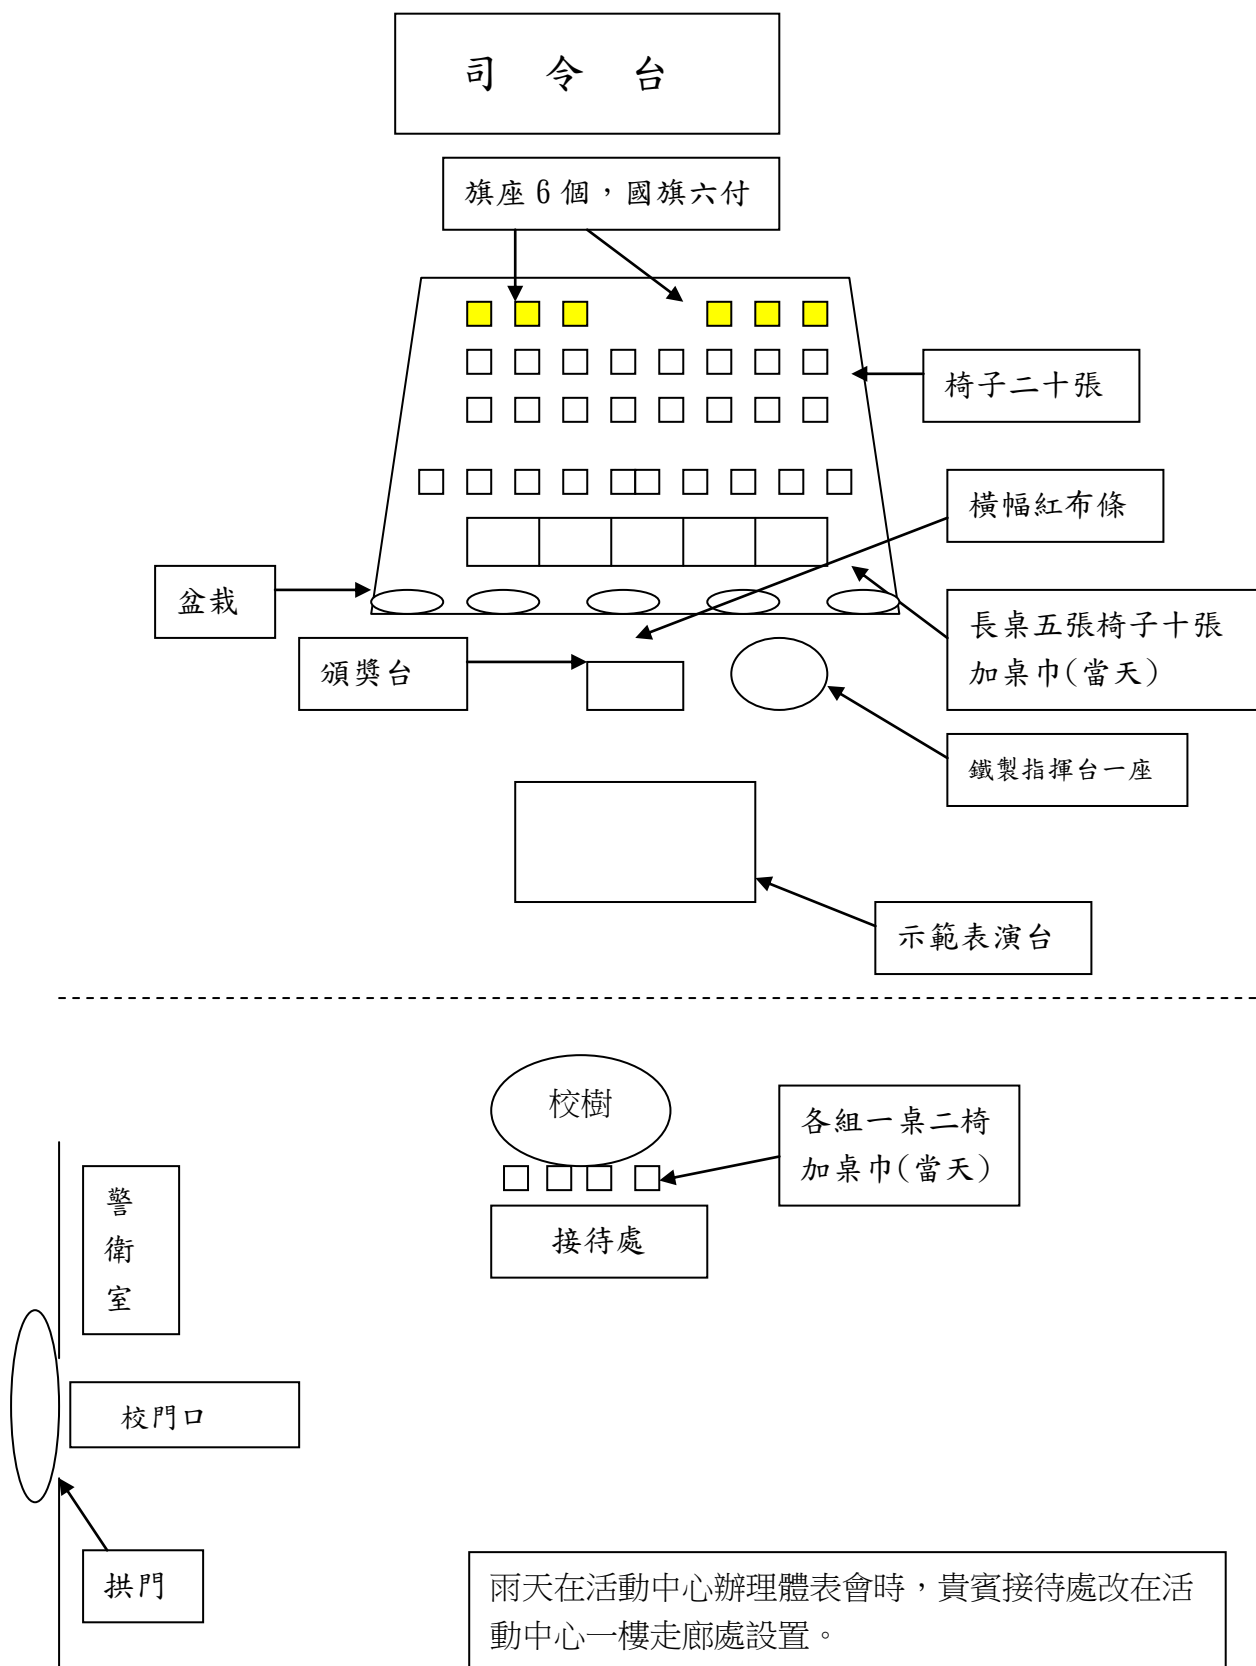 司 令 台
旗座 6 個，國旗六付
椅子二十張
橫幅紅布條
盆栽
長桌五張椅子十張
加桌巾(當天)
頒獎台
鐵製指揮台一座
示範表演台
校樹
各組一桌二椅
加桌巾(當天)
接待處
警
衛
室
校門口
拱門
雨天在活動中心辦理體表會時，貴賓接待處改在活
動中心一樓走廊處設置。